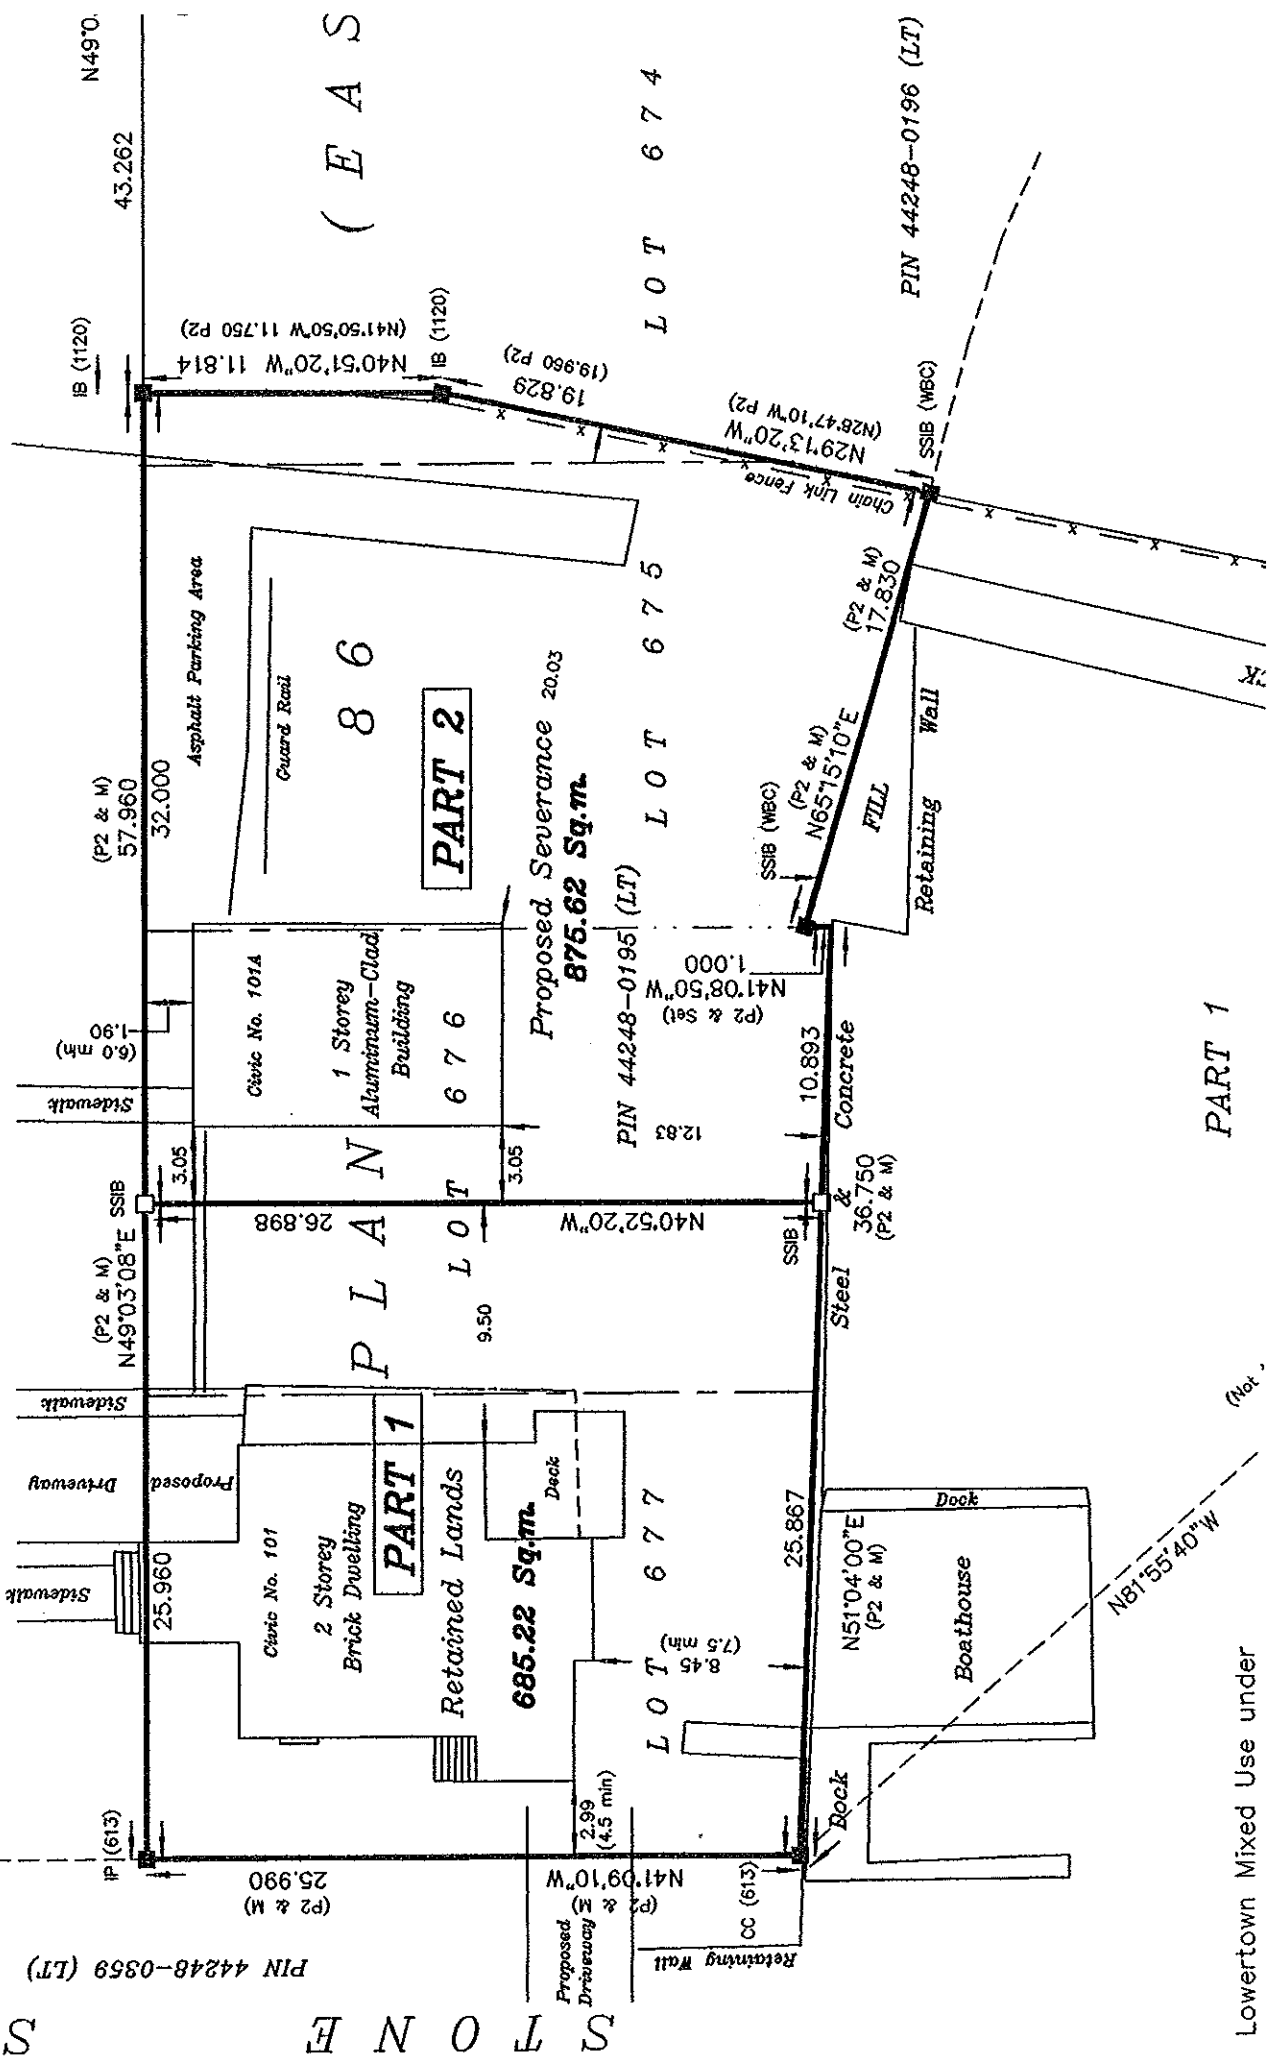 N49°0.
43.262
IB (1120)
(P2 & M)
57.960
32.000
(P2 & M)
N49°03'08"E
SSIB
25.960
IP (613)
( E A S
(N41°50'50"W 11.750 P2)
N40°51'20"W 11.814
IB (1120)
(19.960 P2)
19.829
N29°13'20"W
(N28°47'10"W P2)
Chain Link Fence
SSIB (WBC)
L O T 6 7 4
PIN 44248-0196 (LT)
Asphalt Parking Area
Guard Rail
8 6
PART 2
Proposed Severance
20.03
875.62 Sq.m.
L O T 6 7 5
PIN 44248-0195 (LT)
(P2 & M)
17.830
(P2 & M)
N65°15'10"E
SSIB (WBC)
FILL
Retaining Wall
CK
1.90
(6.0 min)
Sidewalk
Civic No. 101A
1 Storey
Aluminum-Clad
Building
3.05
3.05
P L A N
L O T 6 7 6
1.000
N41°08'50"W
(P2 & Set)
12.83
10.893
Steel & Concrete
36.750
(P2 & M)
26.898
N40°52'20"W
SSIB
9.50
Sidewalk
Driveway
Proposed
Sidewalk
Civic No. 101
2 Storey
Brick Dwelling
PART 1
Retained Lands
685.22 Sq.m.
Deck
L O T 6 7 7
8.45
(7.5 min)
25.867
N51°04'00"E
(P2 & M)
Dock
Boathouse
Dock
N81°55'40"W
(Not
PART 1
2.99
(4.5 min)
25.990
(P2 & M)
N41°09'10"W
(P2 & M)
CC (613)
Proposed
Driveway
Retaining Wall
PIN 44248-0359 (LT)
S
S T O N E
Lowertown Mixed Use under